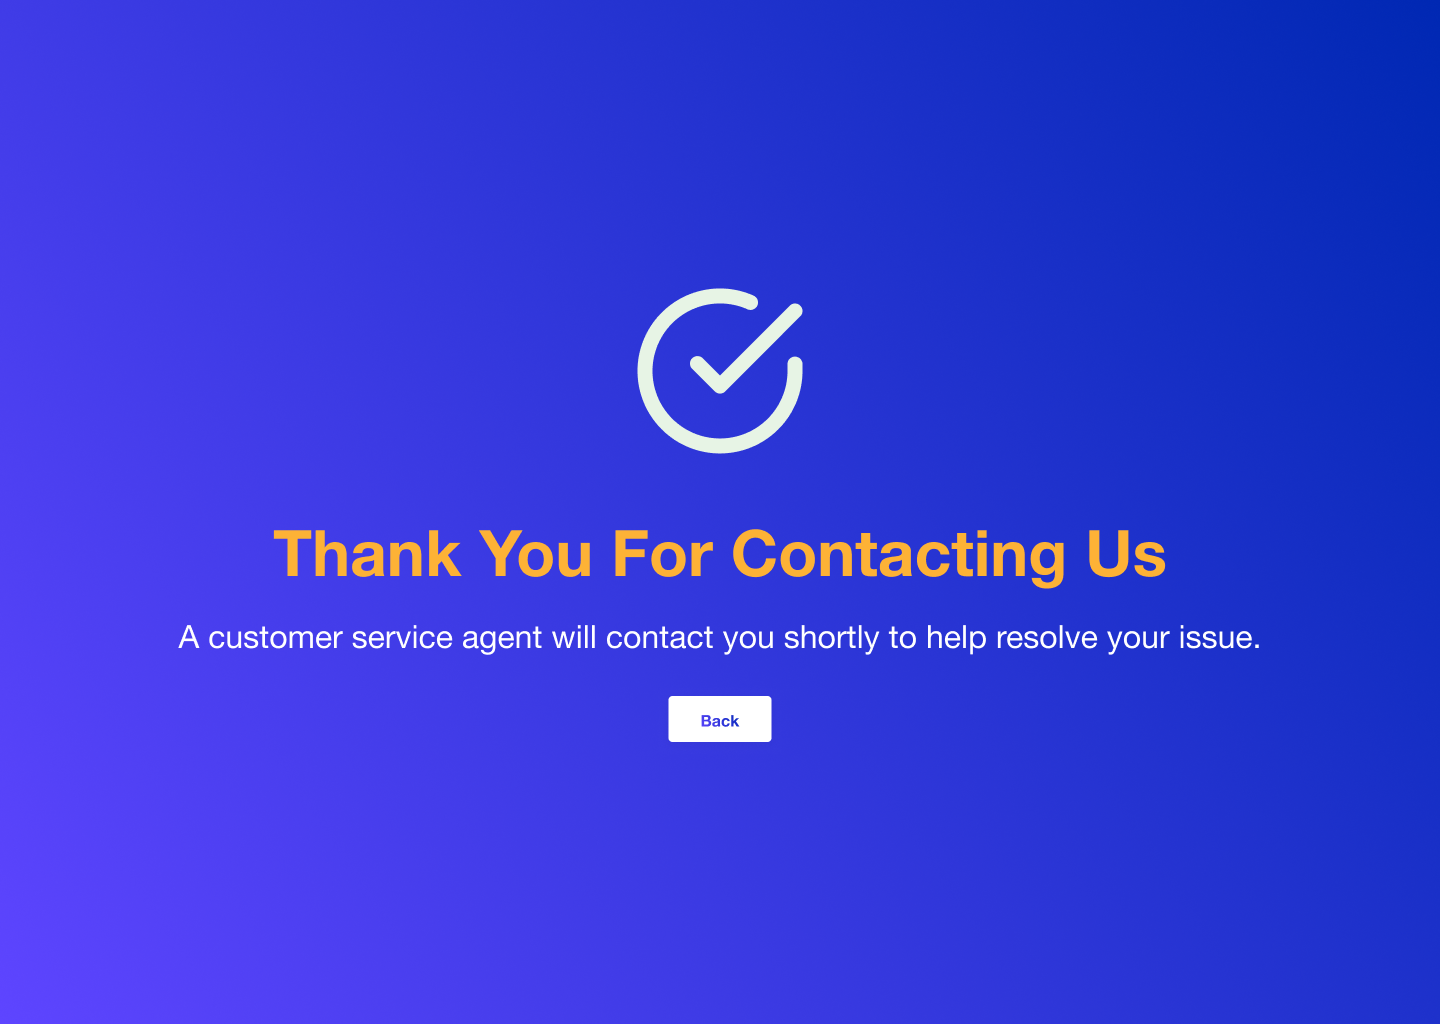 Thank You For Contacting Us
A customer service agent will contact you shortly to help resolve your issue.
Back